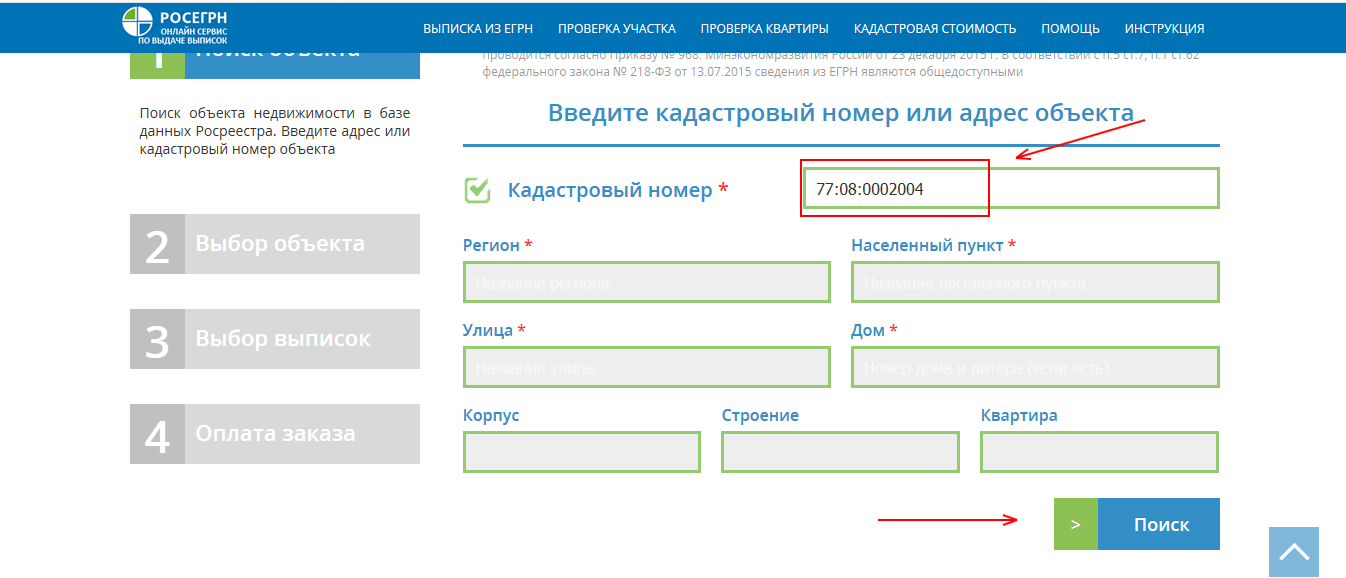 РОСЕГРН
ОНЛАЙН СЕРВИС
ПО ВЫДАЧЕ ВЫПИСОК
ВЫПИСКА ИЗ ЕГРН ПРОВЕРКА УЧАСТКА ПРОВЕРКА КВАРТИРЫ КАДАСТРОВАЯ СТОИМОСТЬ ПОМОЩЬ ИНСТРУКЦИЯ
1 Поиск объекта
Поиск объекта недвижимости в базе
данных Росреестра. Введите адрес или
кадастровый номер объекта
2 Выбор объекта
3 Выбор выписок
4 Оплата заказа
проводится согласно Приказу № 968. Минэкономразвития России от 23 декабря 2015 г. В соответствии с п.5 ст.7, п.1 ст.62
федерального закона № 218-ФЗ от 13.07.2015 сведения из ЕГРН являются общедоступными
Введите кадастровый номер или адрес объекта
Кадастровый номер * 77:08:0002004
Регион * Населенный пункт *
Название региона Название населенного пункта
Улица * Дом *
Название улицы Номер дома и литера (если есть)
Корпус Строение Квартира
> Поиск